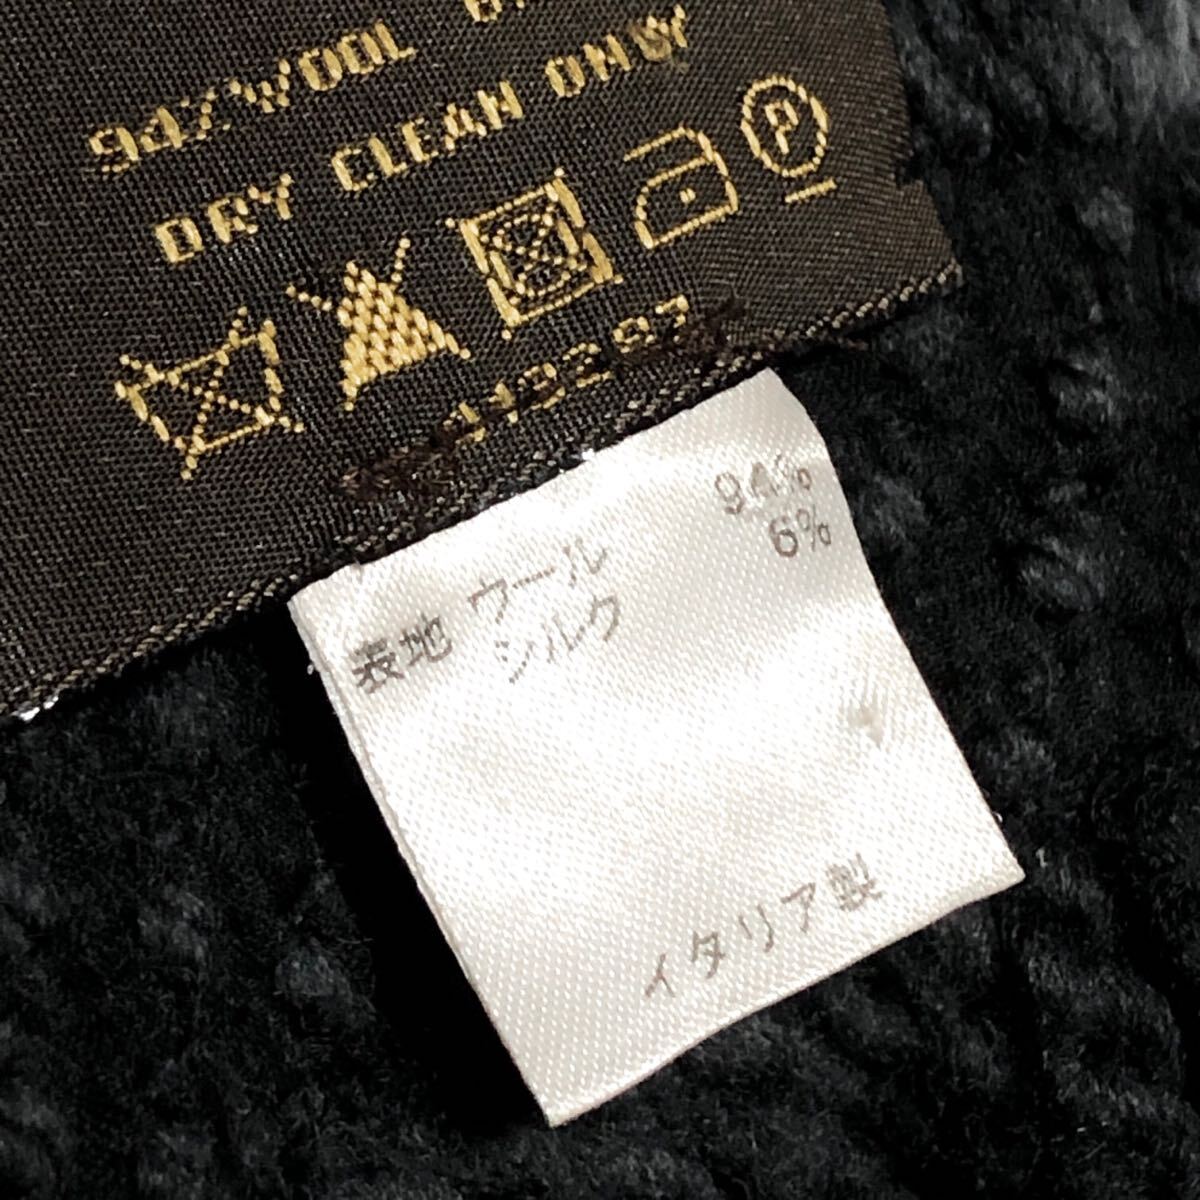 94%WOOL
DRY CLEAN ONLY
P
表地 ウール 94%
シルク 6%
イタリア製